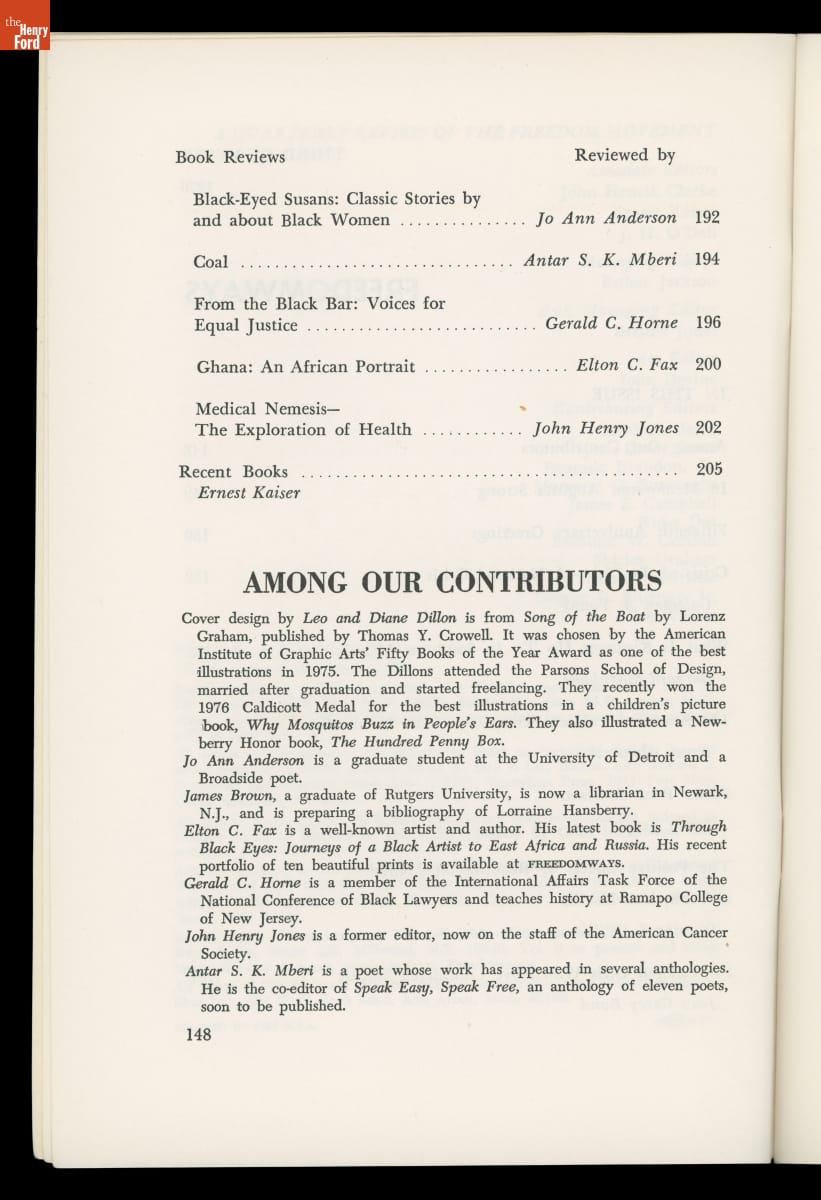 the
Henry
Ford
Book Reviews Reviewed by
Black-Eyed Susans: Classic Stories by
and about Black Women ............... Jo Ann Anderson 192
Coal ................................ Antar S. K. Mberi 194
From the Black Bar: Voices for
Equal Justice ........................... Gerald C. Horne 196
Ghana: An African Portrait ................. Elton C. Fax 200
Medical Nemesis—
The Exploration of Health ............ John Henry Jones 202
Recent Books ............................................ 205
Ernest Kaiser
AMONG OUR CONTRIBUTORS
Cover design by Leo and Diane Dillon is from Song of the Boat by Lorenz
Graham, published by Thomas Y. Crowell. It was chosen by the American
Institute of Graphic Arts' Fifty Books of the Year Award as one of the best
illustrations in 1975. The Dillons attended the Parsons School of Design,
married after graduation and started freelancing. They recently won the
1976 Caldicott Medal for the best illustrations in a children's picture
book, Why Mosquitos Buzz in People's Ears. They also illustrated a New-
berry Honor book, The Hundred Penny Box.
Jo Ann Anderson is a graduate student at the University of Detroit and a
Broadside poet.
James Brown, a graduate of Rutgers University, is now a librarian in Newark,
N.J., and is preparing a bibliography of Lorraine Hansberry.
Elton C. Fax is a well-known artist and author. His latest book is Through
Black Eyes: Journeys of a Black Artist to East Africa and Russia. His recent
portfolio of ten beautiful prints is available at FREEDOMWAYS.
Gerald C. Horne is a member of the International Affairs Task Force of the
National Conference of Black Lawyers and teaches history at Ramapo College
of New Jersey.
John Henry Jones is a former editor, now on the staff of the American Cancer
Society.
Antar S. K. Mberi is a poet whose work has appeared in several anthologies.
He is the co-editor of Speak Easy, Speak Free, an anthology of eleven poets,
soon to be published.
148